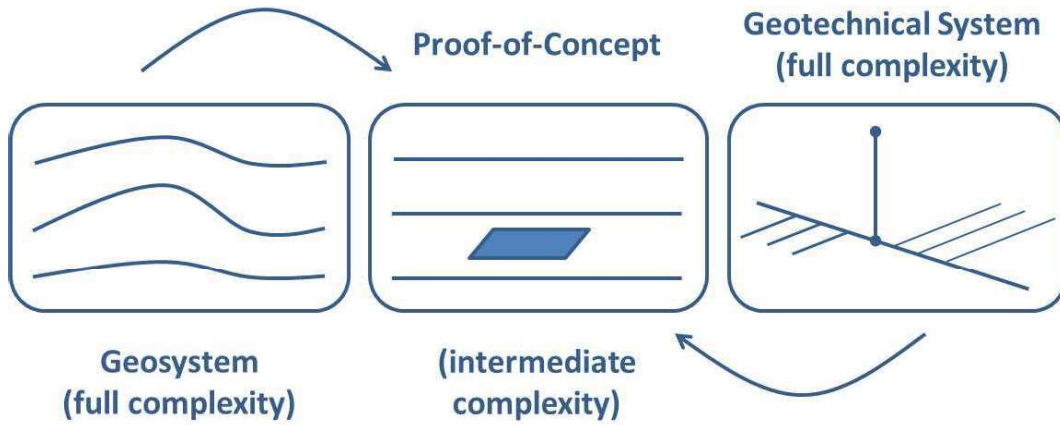 Proof-of-Concept
Geotechnical System
(full complexity)
Geosystem
(full complexity)
(intermediate
complexity)